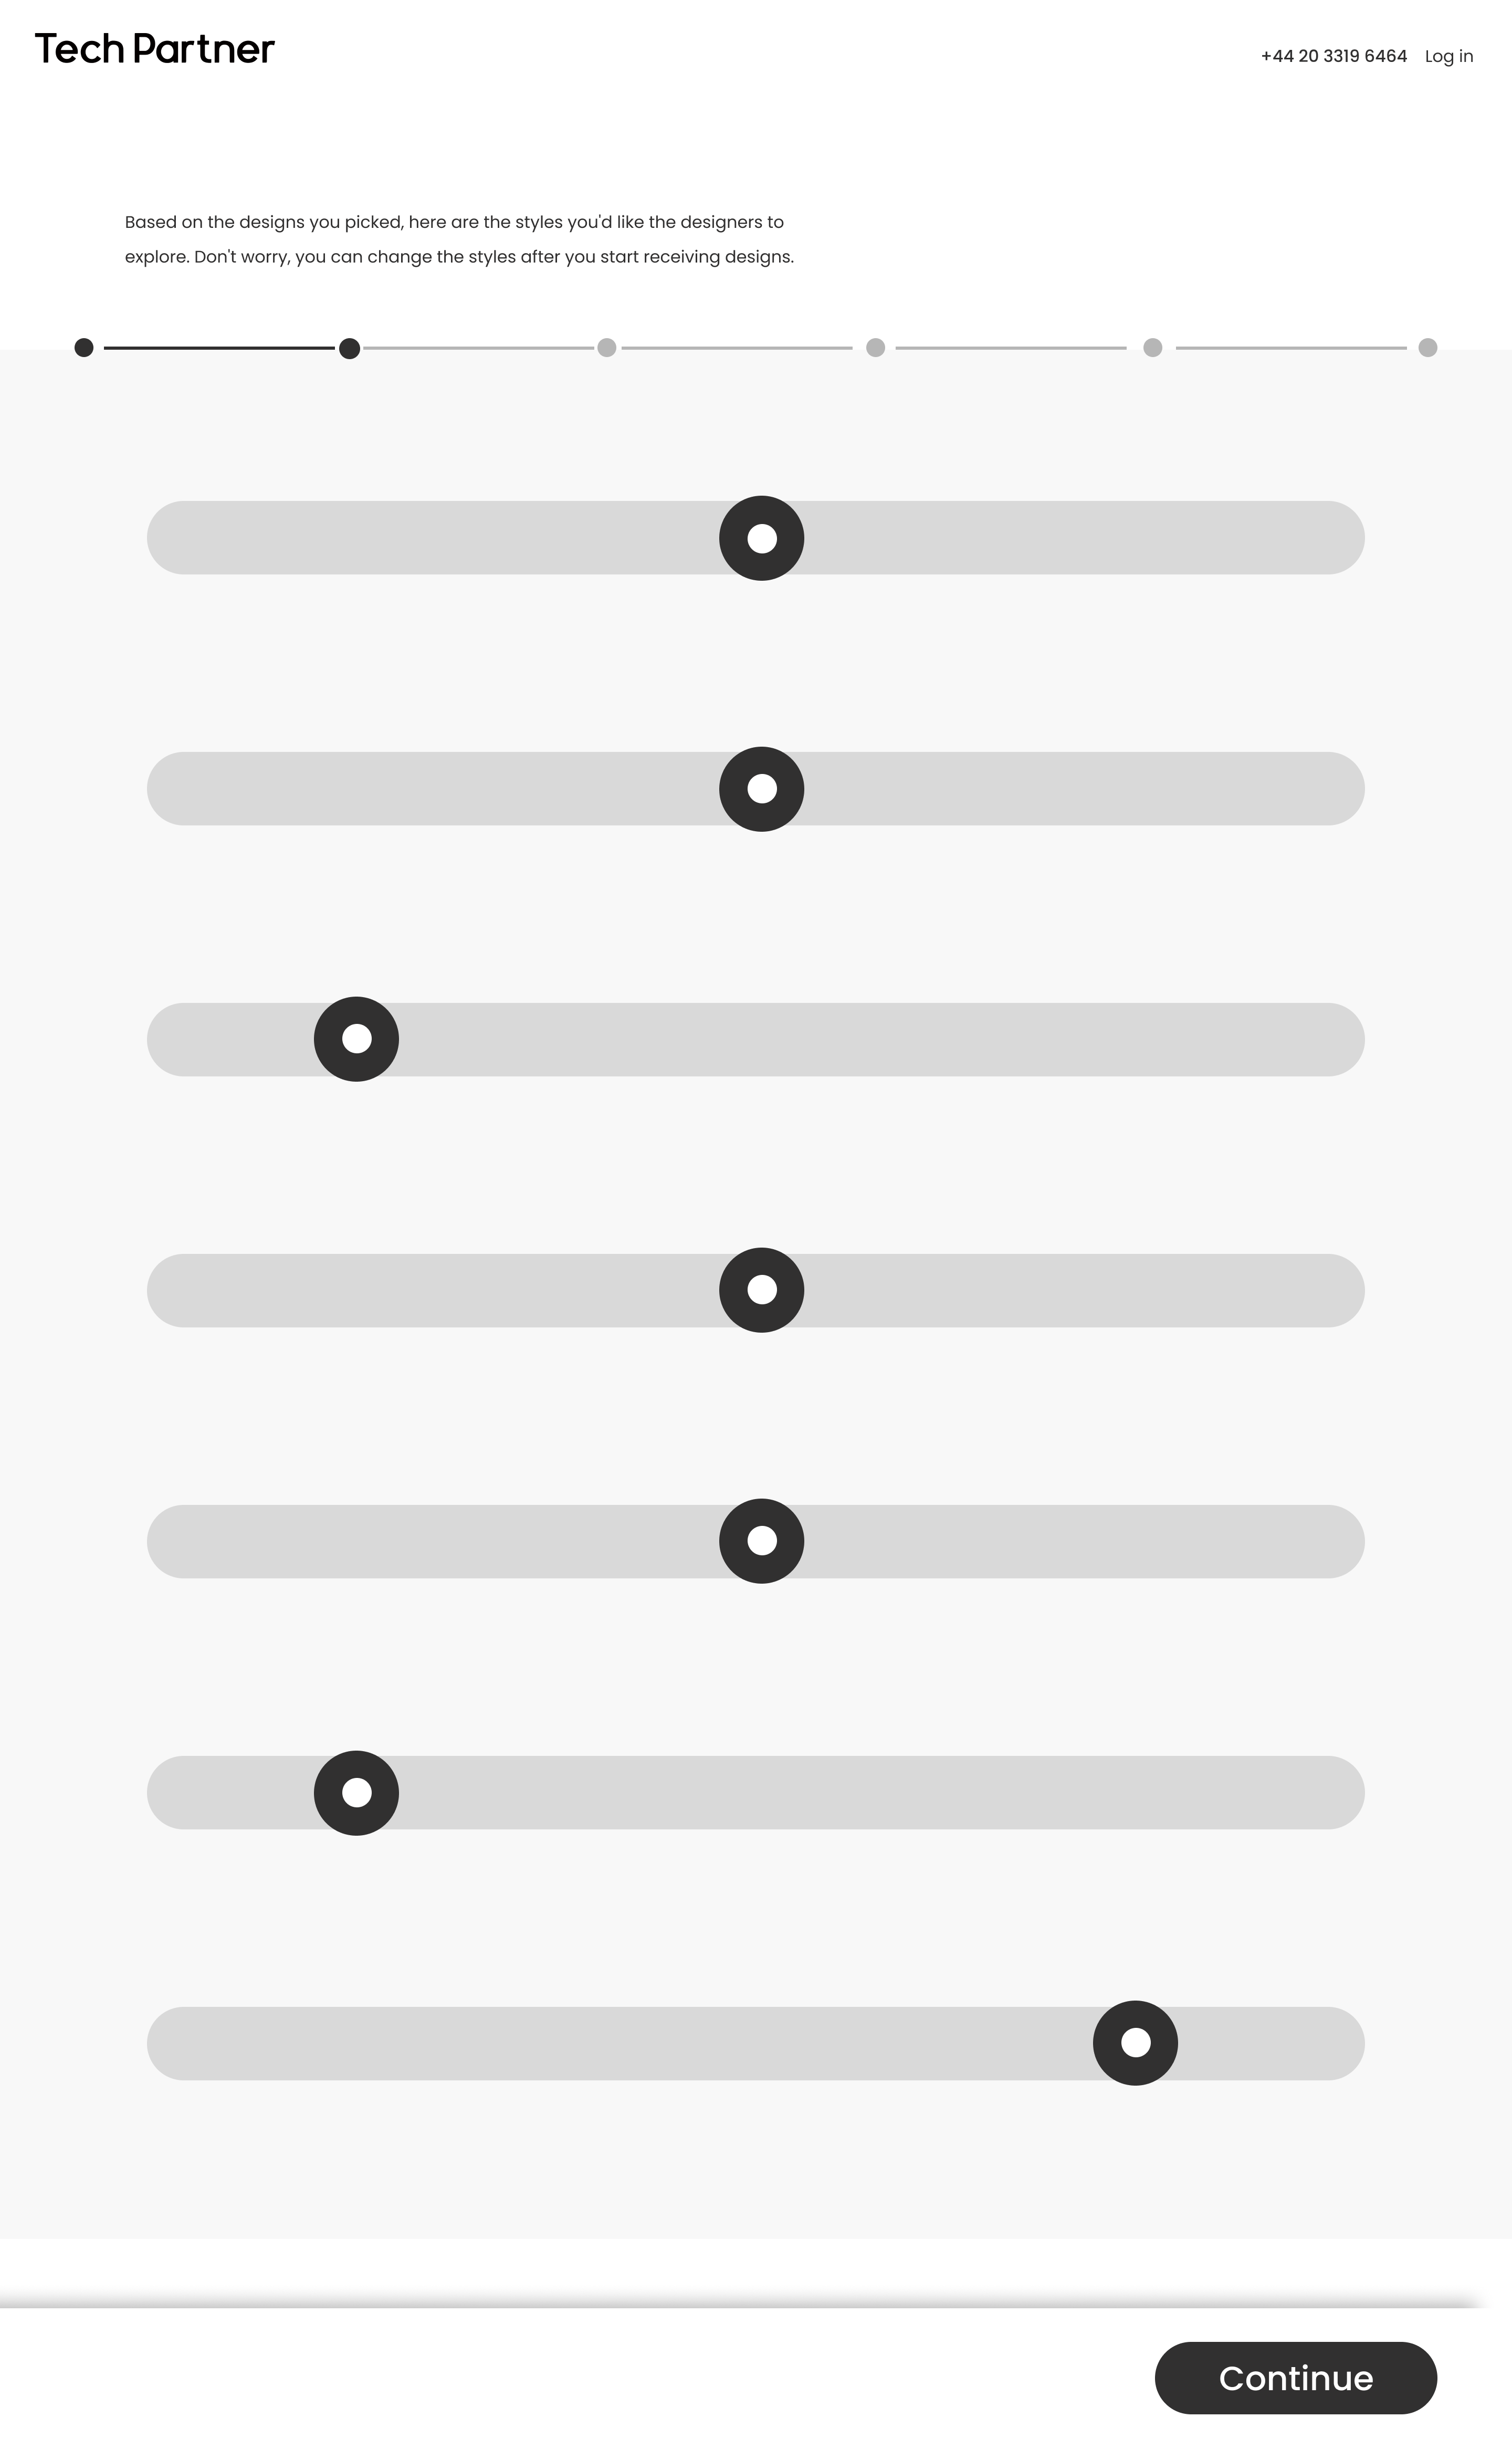 Tech Partner
+44 20 3319 6464 Log in
Based on the designs you picked, here are the styles you'd like the designers to
explore. Don't worry, you can change the styles after you start receiving designs.
Continue